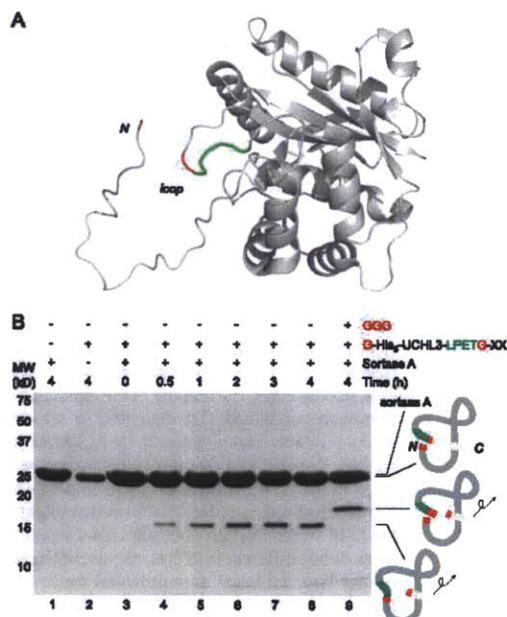 A
N
loop
B
- - - - - - - - + GGG
- + + + + + + + + G-His6-UCHL3-LPETG-XX
+ - + + + + + + + Sortase A
MW
(kD) 4 4 0 0.5 1 2 3 4 4 Time (h)
75
50
37
25
20
15
10
sortase A
N
C
1 2 3 4 5 6 7 8 9